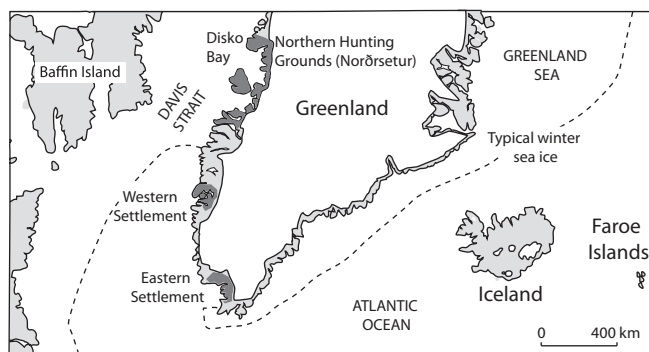 Disko
Bay
Northern Hunting
Grounds (Norðrsetur)
GREENLAND
SEA
Baffin Island
DAVIS
STRAIT
Greenland
Typical winter
sea ice
Western
Settlement
Faroe
Islands
Eastern
Settlement
Iceland
ATLANTIC
OCEAN
0 400 km